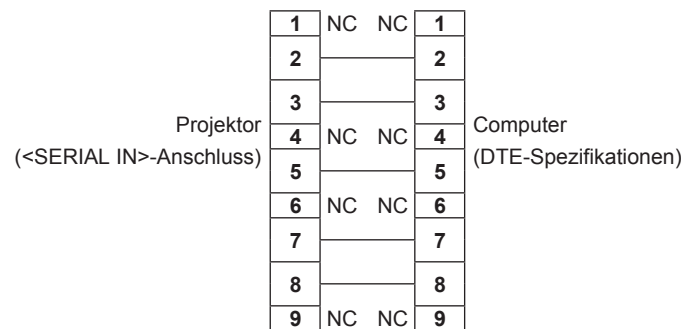 1 NC NC 1
2 2
3 3
Projektor
(<SERIAL IN>-Anschluss)
4 NC NC 4
Computer
(DTE-Spezifikationen)
5 5
6 NC NC 6
7 7
8 8
9 NC NC 9